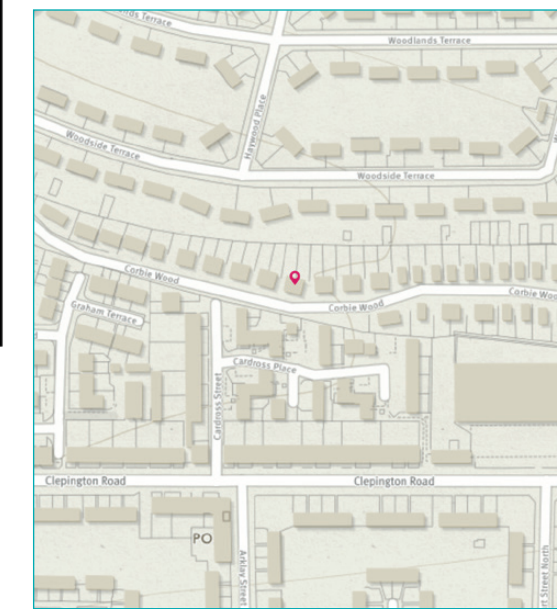 ds Terrace
Woodlands Terrace
Haywood Place
Woodside Terrace
Woodside Terrace
Corbie Wood
Corbie Wood
Corbie Woo
Graham Terrace
Cardross Place
Cardross Street
Clepington Road
Clepington Road
PO
Arklay Street
rt Street North